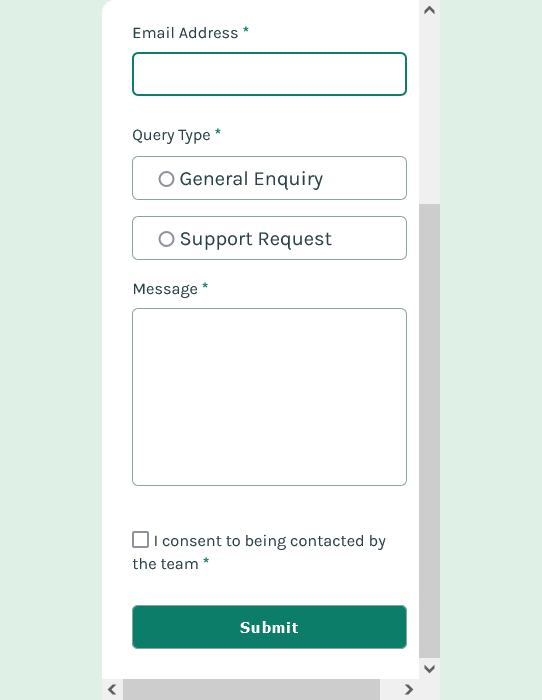 Email Address *
Query Type *
General Enquiry
Support Request
Message *
I consent to being contacted by
the team *
Submit